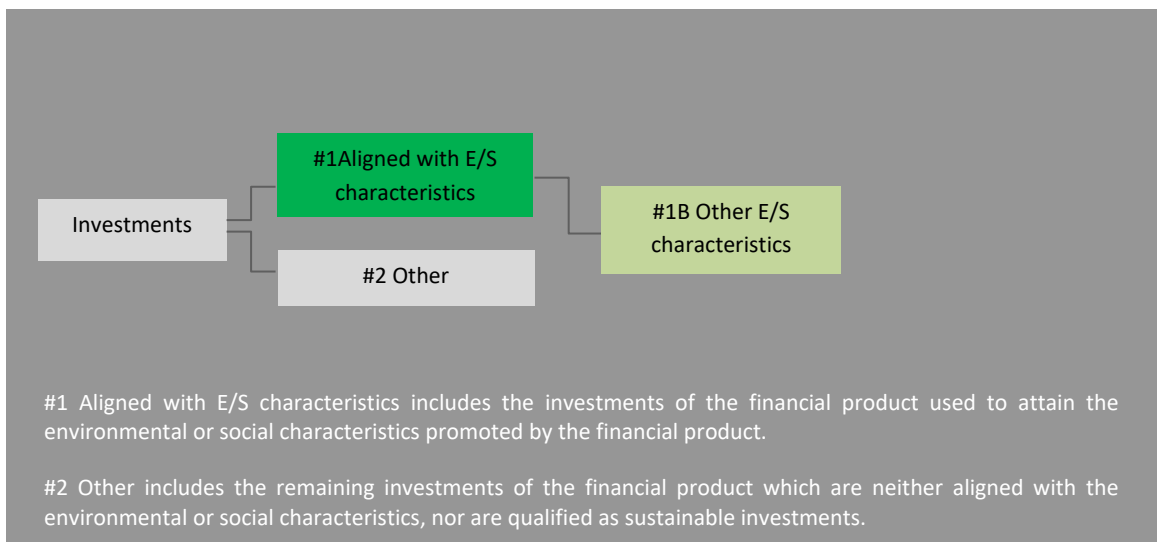 #1Aligned with E/S
characteristics
Investments
#1B Other E/S
characteristics
#2 Other
#1 Aligned with E/S characteristics includes the investments of the financial product used to attain the
environmental or social characteristics promoted by the financial product.
#2 Other includes the remaining investments of the financial product which are neither aligned with the
environmental or social characteristics, nor are qualified as sustainable investments.